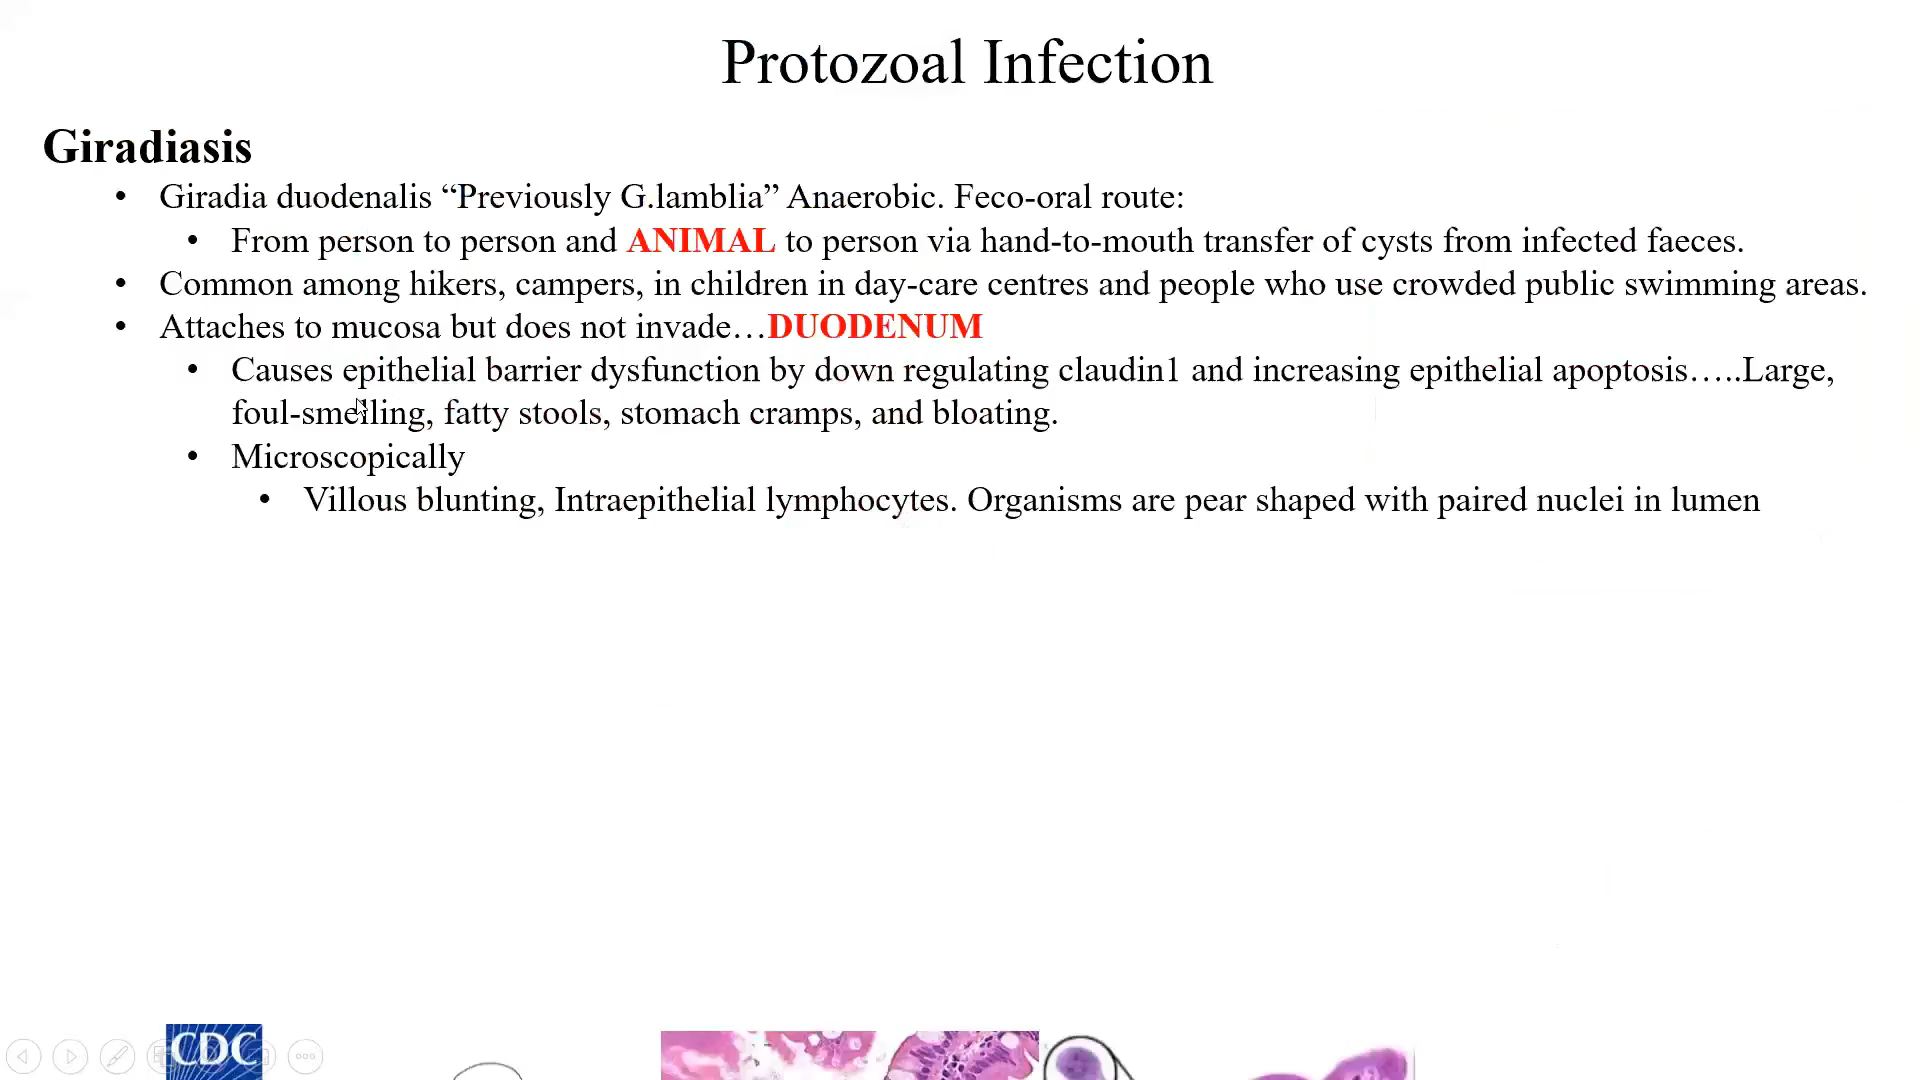 Protozoal Infection
Giradiasis
• Giradia duodenalis “Previously G.lamblia” Anaerobic. Feco-oral route:
• From person to person and ANIMAL to person via hand-to-mouth transfer of cysts from infected faeces.
• Common among hikers, campers, in children in day-care centres and people who use crowded public swimming areas.
• Attaches to mucosa but does not invade…DUODENUM
• Causes epithelial barrier dysfunction by down regulating claudin1 and increasing epithelial apoptosis…..Large,
foul-smelling, fatty stools, stomach cramps, and bloating.
• Microscopically
• Villous blunting, Intraepithelial lymphocytes. Organisms are pear shaped with paired nuclei in lumen
CDC